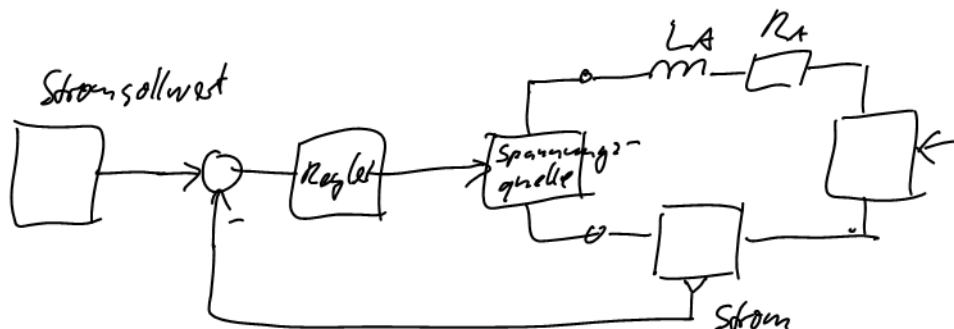 Stromsollwert
Regler
Spannungs-
quelle
LA
RA
-
Strom